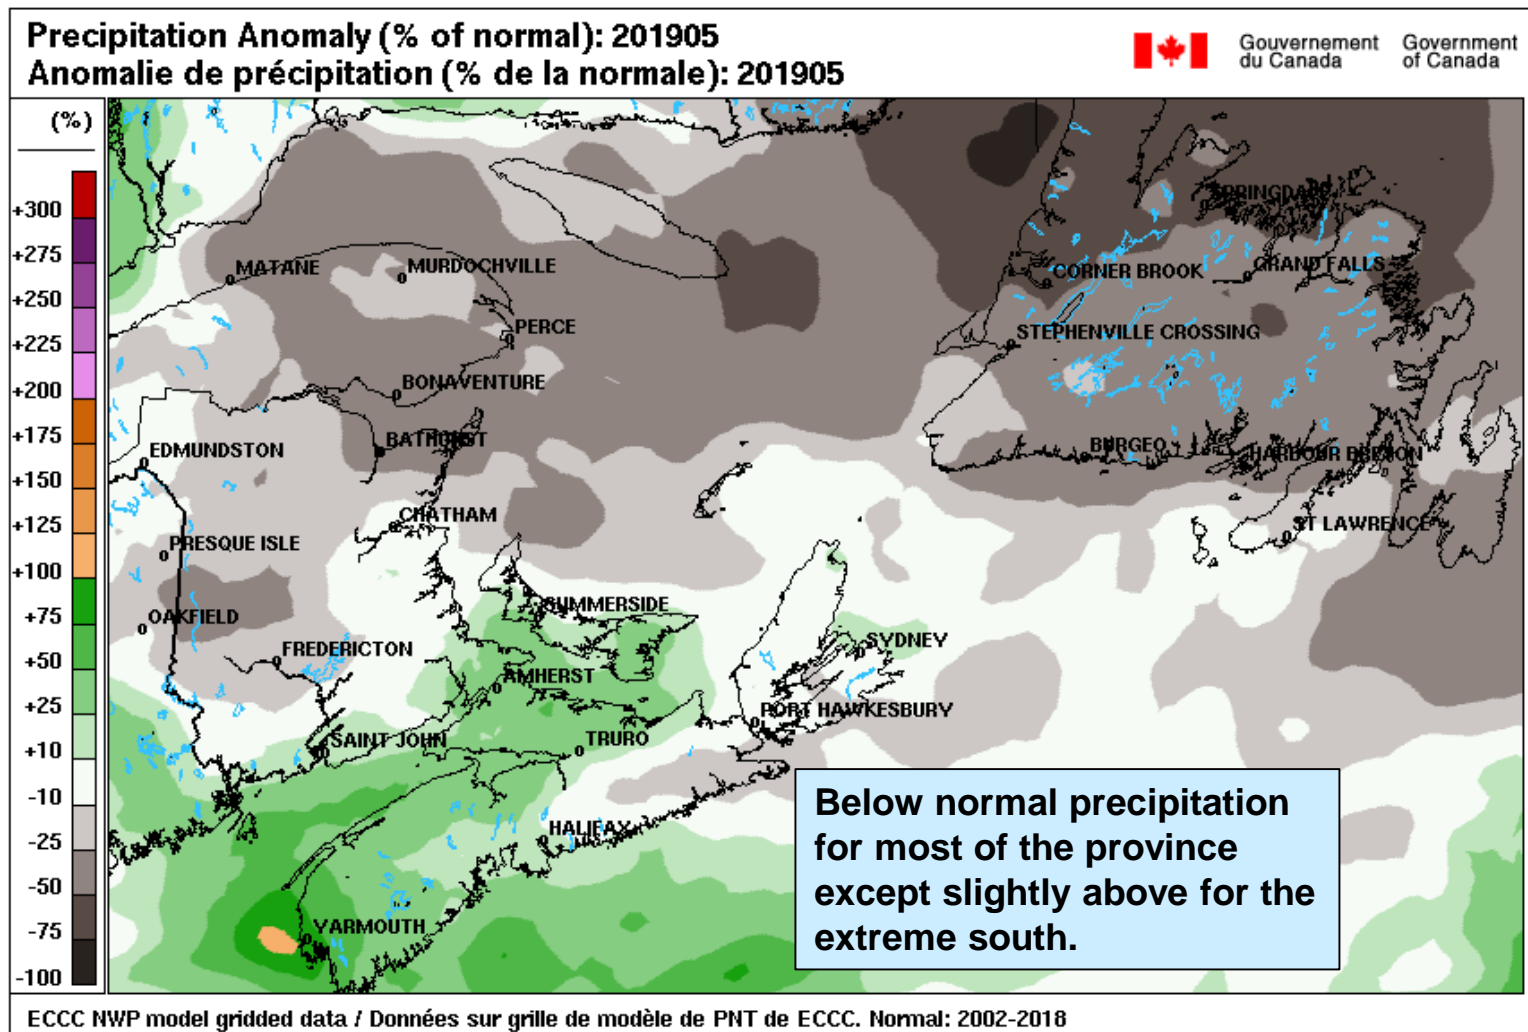 Precipitation Anomaly (% of normal): 201905
Anomalie de précipitation (% de la normale): 201905
Gouvernement du Canada
Government of Canada
(%)
+300
+275
+250
+225
+200
+175
+150
+125
+100
+75
+50
+25
+10
-10
-25
-50
-75
-100
SPRINGDALE
MATANE
MURDOCHVILLE
CORNER BROOK
GRAND FALLS
PERCE
STEPHENVILLE CROSSING
BONAVENTURE
BATHURST
EDMUNDSTON
BURGEO
HARBOUR BRETON
CHATHAM
ST LAWRENCE
PRESQUE ISLE
SUMMERSIDE
OAKFIELD
SYDNEY
FREDERICTON
AMHERST
PORT HAWKESBURY
SAINT JOHN
TRURO
HALIFAX
YARMOUTH
Below normal precipitation
for most of the province
except slightly above for the
extreme south.
ECCC NWP model gridded data / Données sur grille de modèle de PNT de ECCC. Normal: 2002-2018